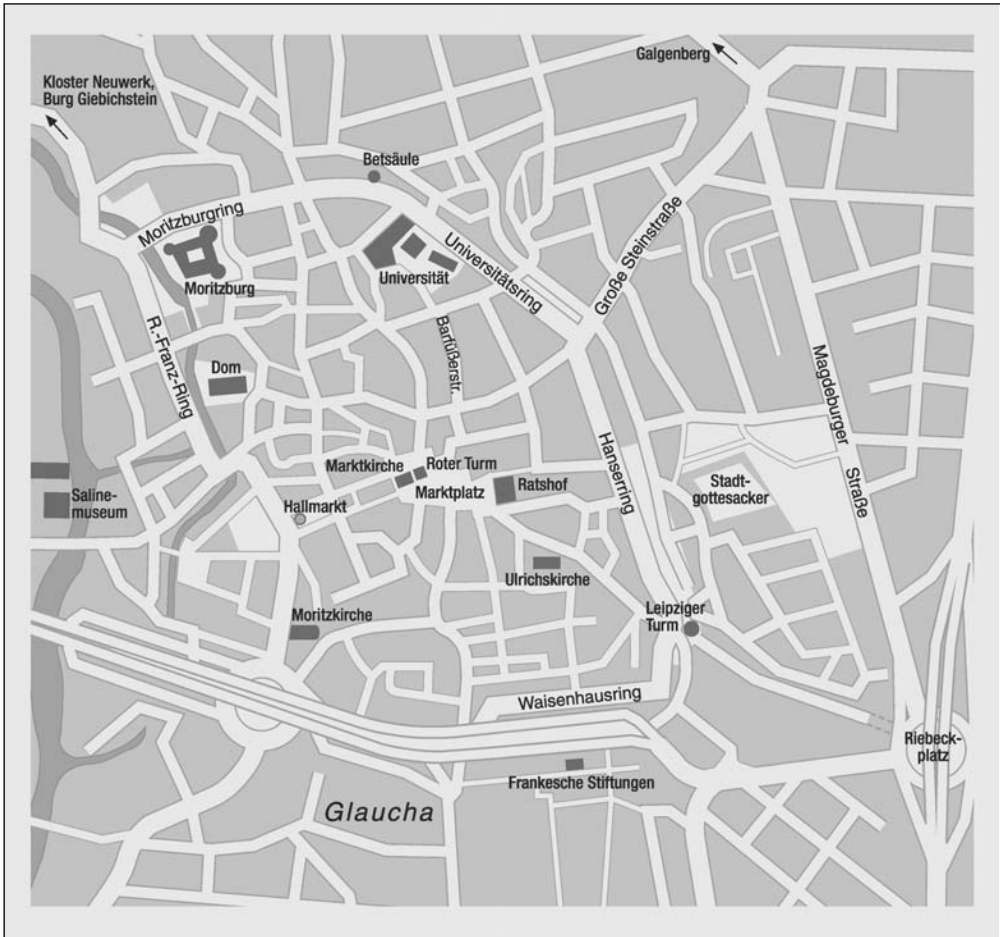 Galgenberg
Kloster Neuwerk,
Burg Giebichstein
Betsäule
Moritzburgring
Große Steinstraße
Universitätsring
Universität
Moritzburg
R.-Franz-Ring
Barfüßerstr.
Dom
Magdeburger
Straße
Hanserring
Marktkirche
Roter Turm
Marktplatz
Ratshof
Stadt-
gottesacker
Saline-
museum
Hallmarkt
Ulrichskirche
Moritzkirche
Leipziger
Turm
Waisenhausring
Riebeck-
platz
Frankesche Stiftungen
Glaucha